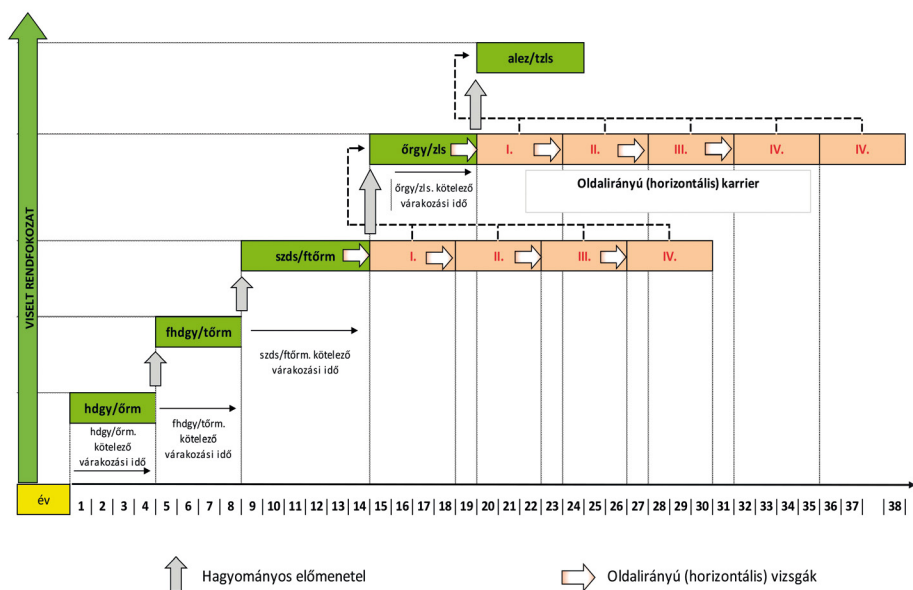 VISELT RENDFOKOZAT
alez/tzls
őrgy/zls
I.
II.
III.
IV.
IV.
őrgy/zls. kötelező
várakozási idő
Oldalirányú (horizontális) karrier
szds/ftőrm
I.
II.
III.
IV.
fhdgy/tőrm
szds/ftőrm. kötelező
várakozási idő
hdgy/őrm
hdgy/őrm.
kötelező
várakozási idő
fhdgy/tőrm.
kötelező
várakozási idő
év
1 2 3 4 5 6 7 8 9 10 11 12 13 14 15 16 17 18 19 20 21 22 23 24 25 26 27 28 29 30 31 32 33 34 35 36 37 38
Hagyományos előmenetel
Oldalirányú (horizontális) vizsgák